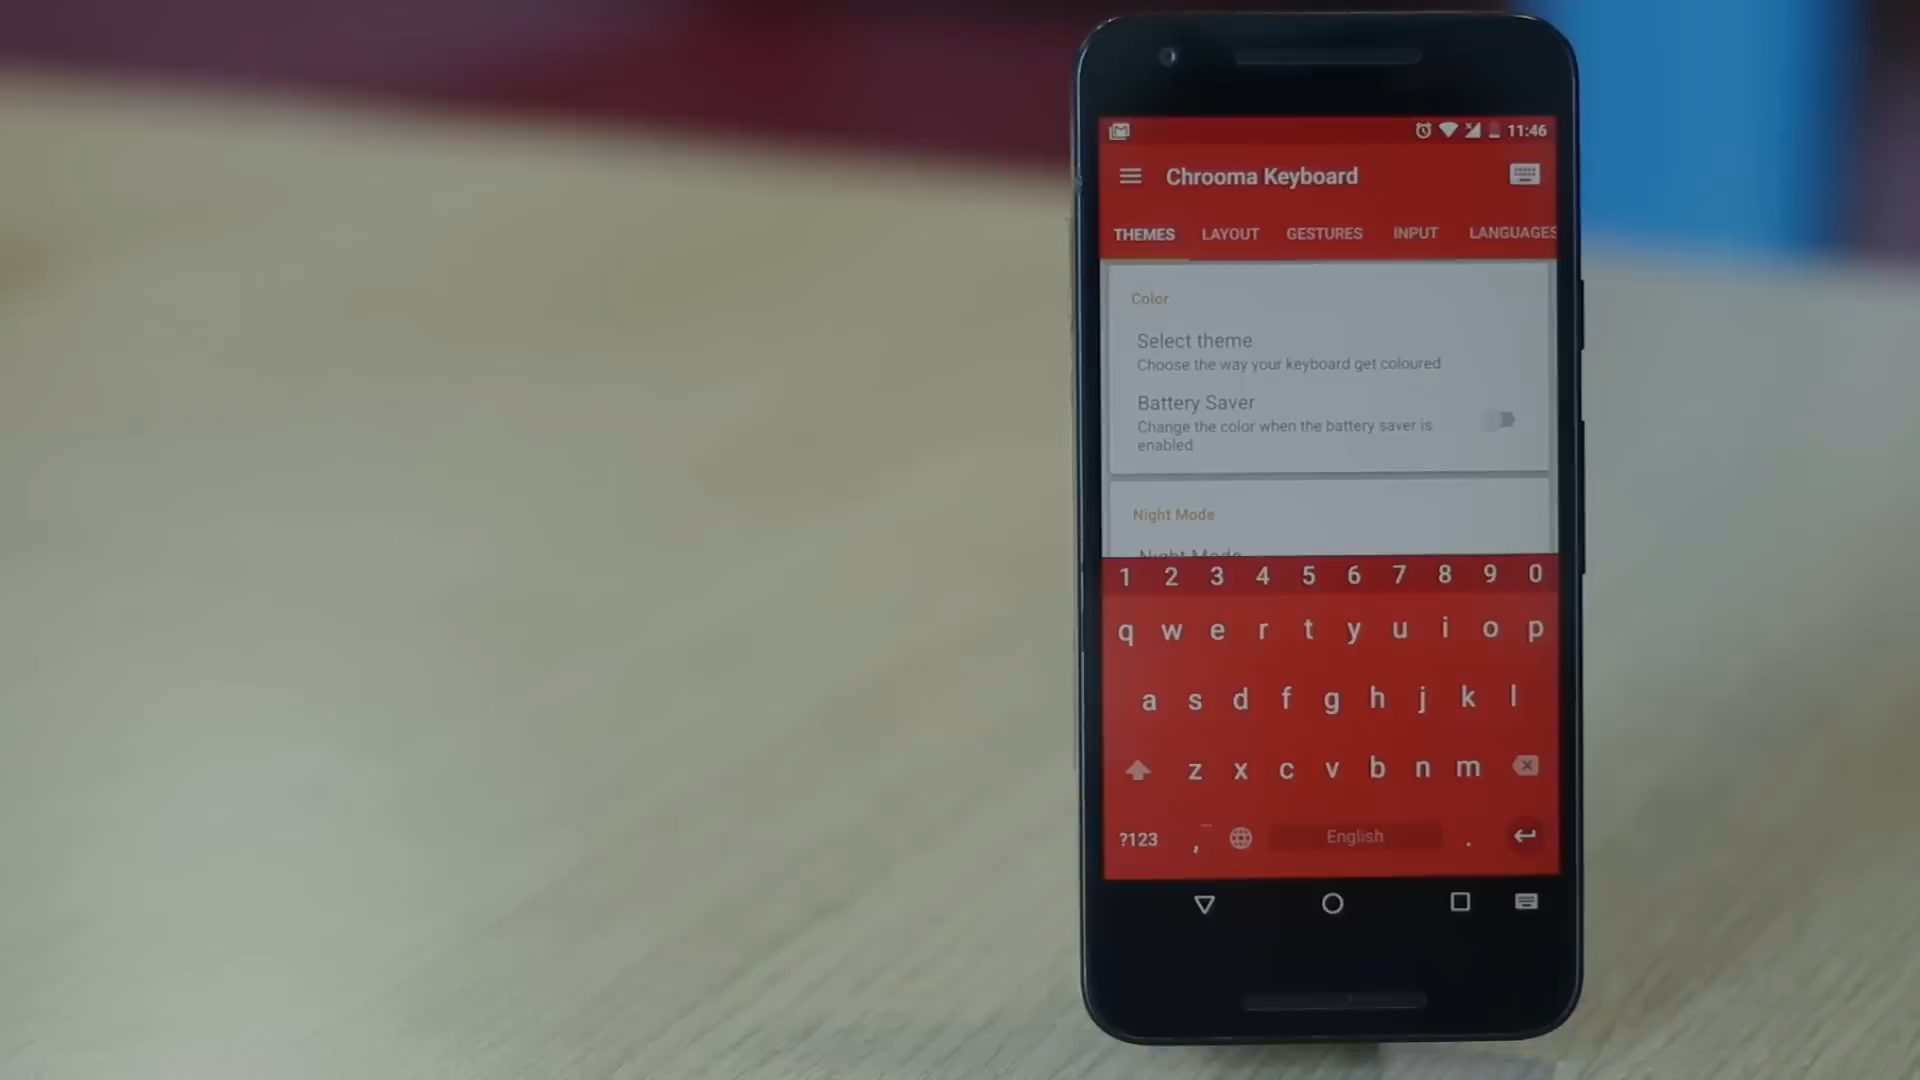 11:46
Chrooma Keyboard
THEMES LAYOUT GESTURES INPUT LANGUAGES
Color
Select theme
Choose the way your keyboard get coloured
Battery Saver
Change the color when the battery saver is
enabled
Night Mode
Night Mode
1 2 3 4 5 6 7 8 9 0
q w e r t y u i o p
a s d f g h j k l
z x c v b n m
?123 , English .